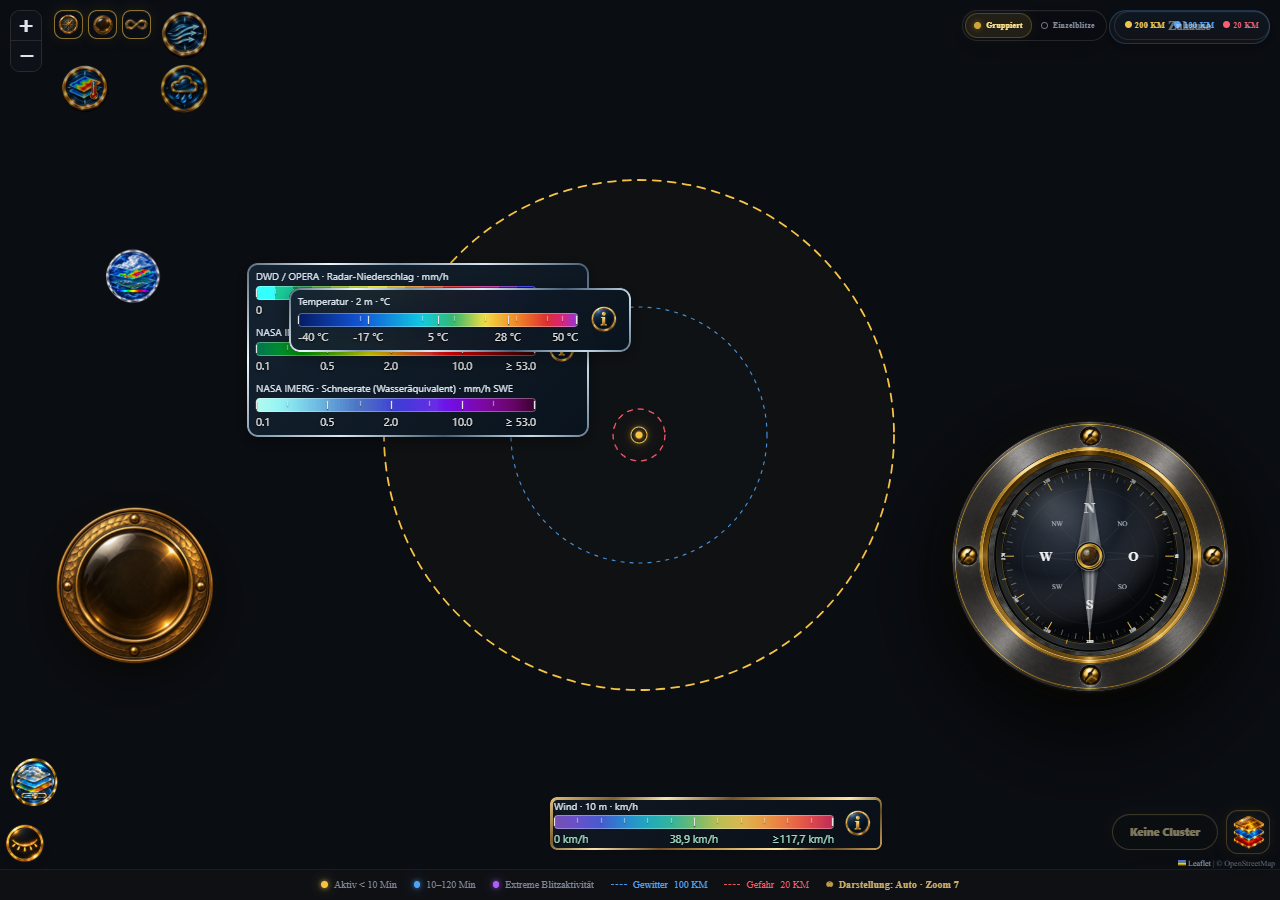 +
−
Gruppiert
Einzelblitze
200 KM
100 KM
20 KM
Zuhause
DWD / OPERA · Radar-Niederschlag · mm/h
0
Temperatur · 2 m · °C
-40 °C -17 °C 5 °C 28 °C 50 °C
NASA I
0.1 0.5 2.0 10.0 ≥ 53.0
NASA IMERG · Schneerate (Wasseräquivalent) · mm/h SWE
0.1 0.5 2.0 10.0 ≥ 53.0
N
NW NO
W O
SW SO
S
Wind · 10 m · km/h
0 km/h 38,9 km/h ≥117,7 km/h
Keine Cluster
Leaflet | © OpenStreetMap
Aktiv < 10 Min 10–120 Min Extreme Blitzaktivität Gewitter 100 KM Gefahr 20 KM Darstellung: Auto · Zoom 7